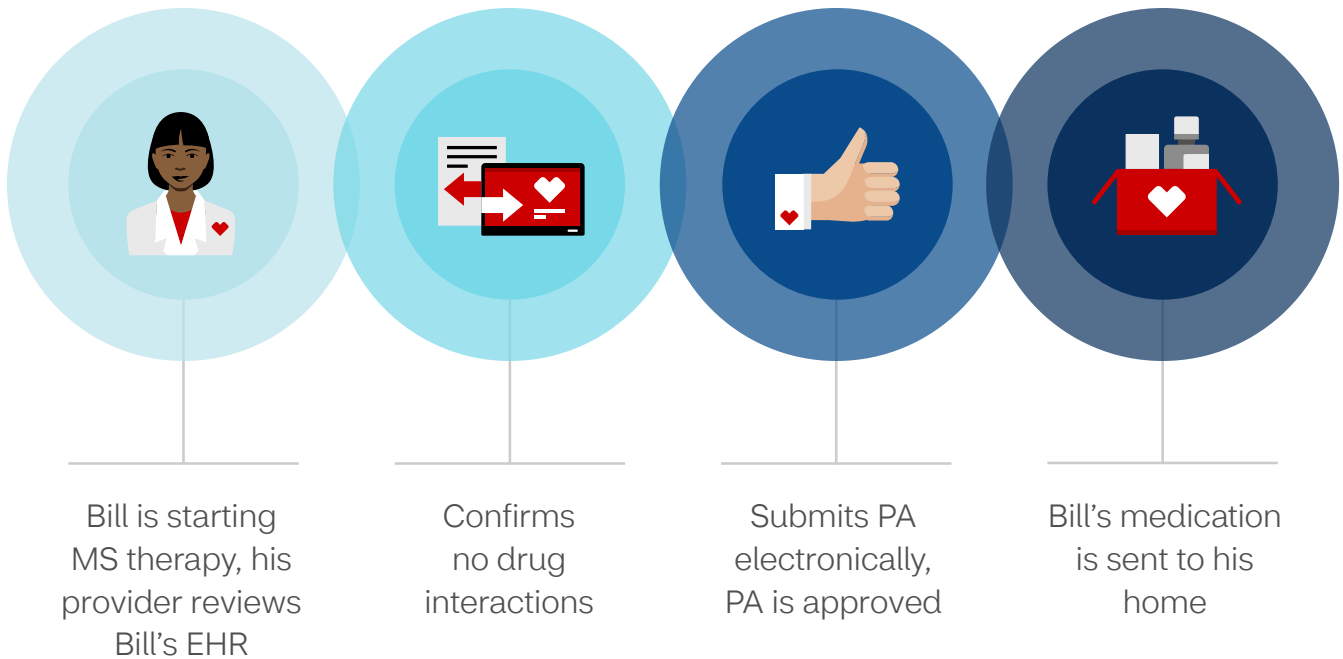 Bill is starting
MS therapy, his
provider reviews
Bill’s EHR
Confirms
no drug
interactions
Submits PA
electronically,
PA is approved
Bill’s medication
is sent to his
home